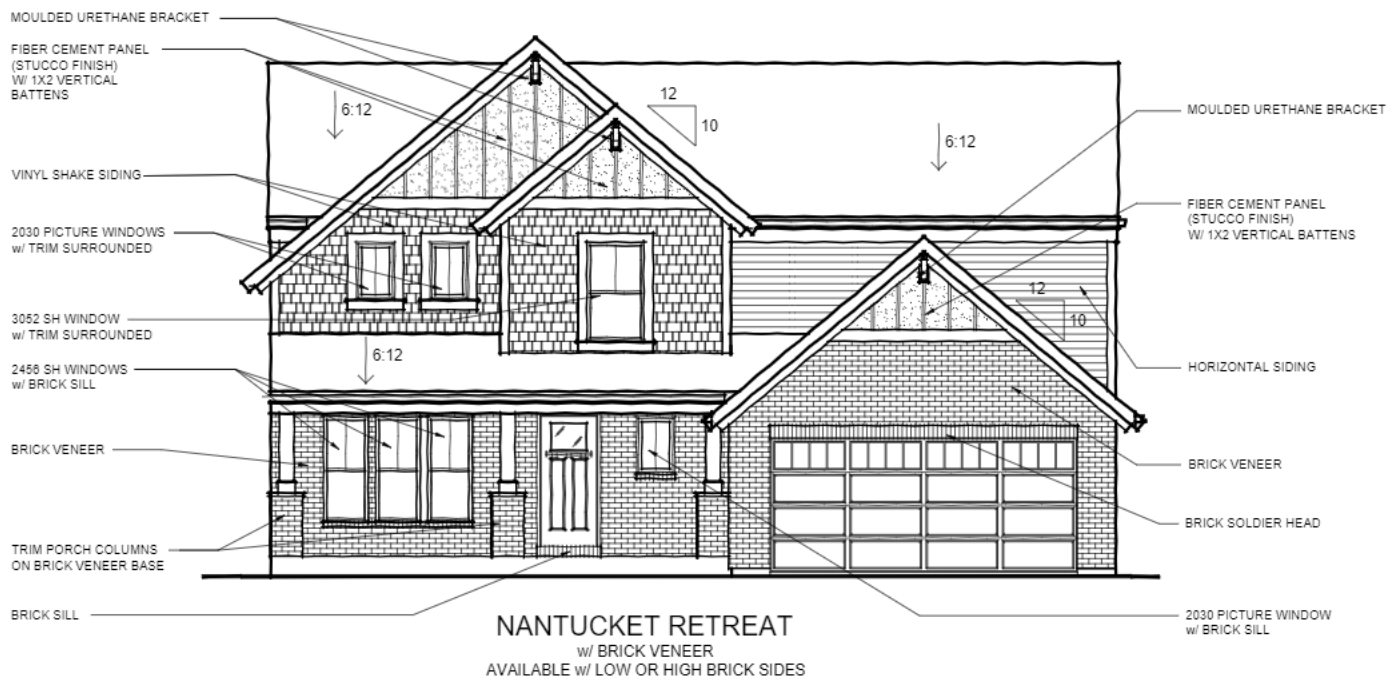 MOULDED URETHANE BRACKET
FIBER CEMENT PANEL
(STUCCO FINISH)
W/ 1X2 VERTICAL
BATTENS
VINYL SHAKE SIDING
2030 PICTURE WINDOWS
w/ TRIM SURROUNDED
3052 SH WINDOW
w/ TRIM SURROUNDED
2456 SH WINDOWS
w/ BRICK SILL
BRICK VENEER
TRIM PORCH COLUMNS
ON BRICK VENEER BASE
BRICK SILL
6:12
12
10
6:12
6:12
12
10
MOULDED URETHANE BRACKET
FIBER CEMENT PANEL
(STUCCO FINISH)
W/ 1X2 VERTICAL BATTENS
HORIZONTAL SIDING
BRICK VENEER
BRICK SOLDIER HEAD
2030 PICTURE WINDOW
w/ BRICK SILL
NANTUCKET RETREAT
w/ BRICK VENEER
AVAILABLE w/ LOW OR HIGH BRICK SIDES